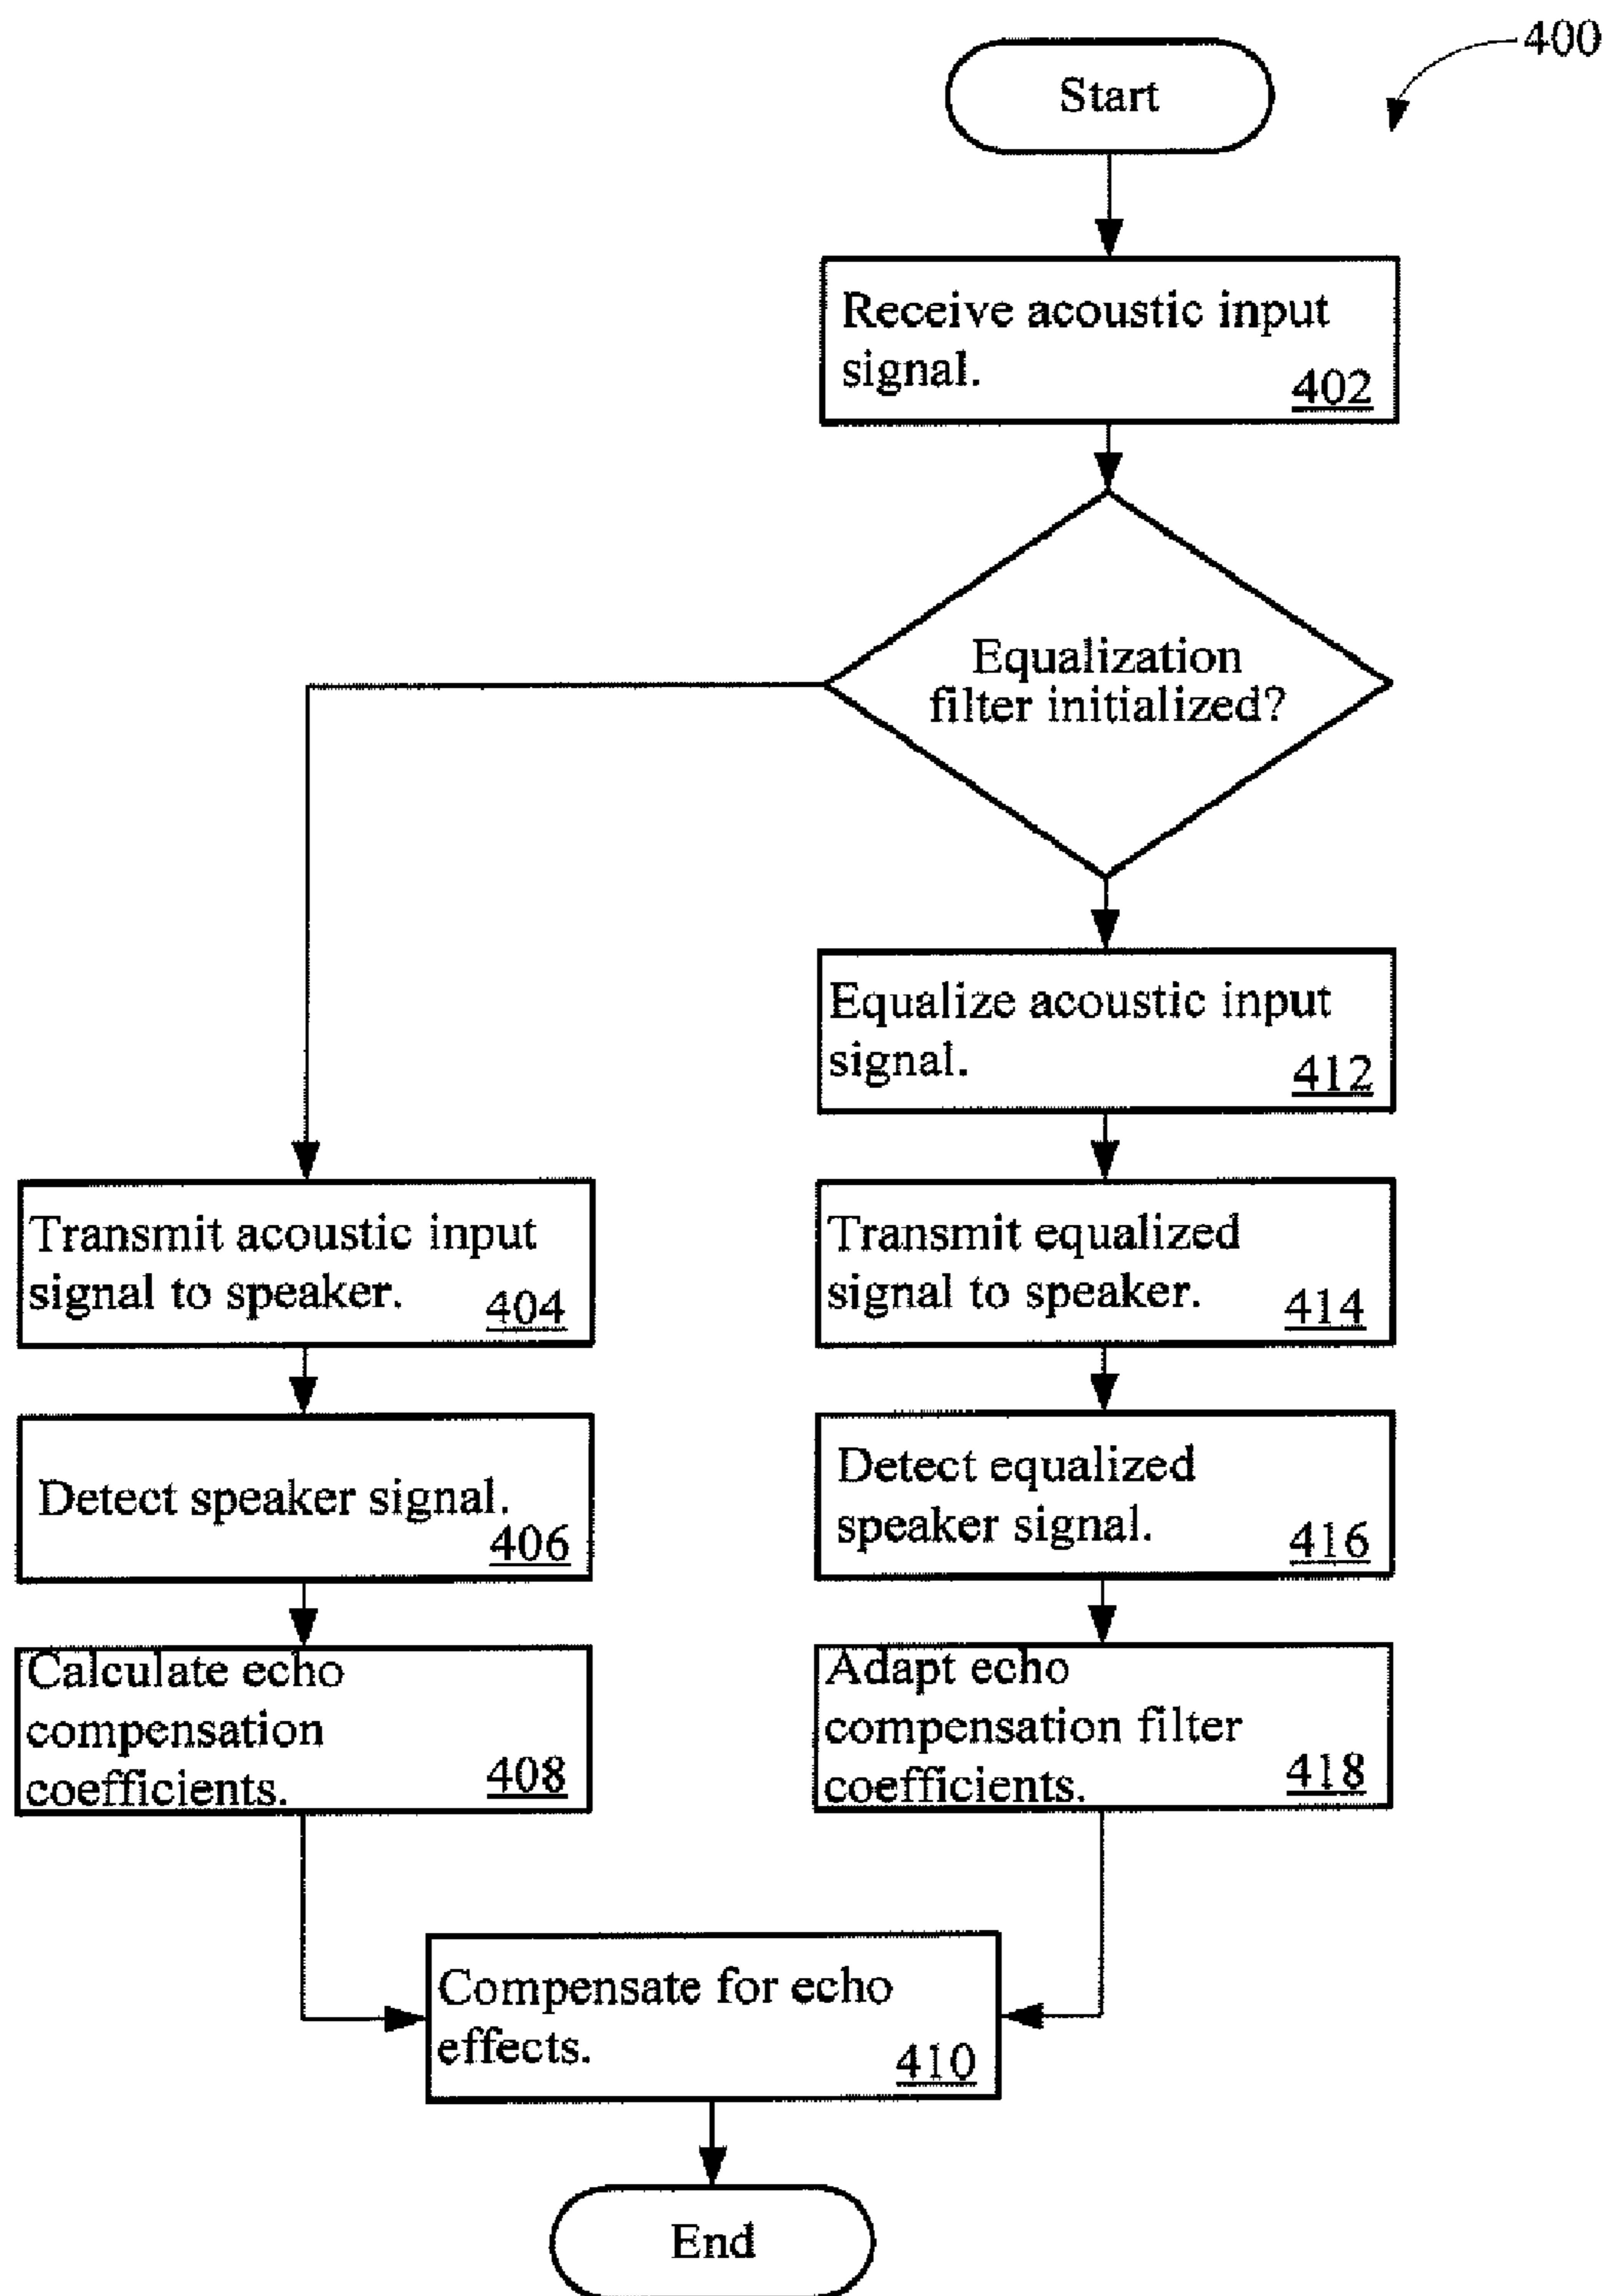 400
Start
Receive acoustic input
signal.
402
Equalization
filter initialized?
Equalize acoustic input
signal.
412
Transmit acoustic input
signal to speaker.
404
Transmit equalized
signal to speaker.
414
Detect speaker signal.
406
Detect equalized
speaker signal.
416
Calculate echo
compensation
coefficients.
408
Adapt echo
compensation filter
coefficients.
418
Compensate for echo
effects.
410
End